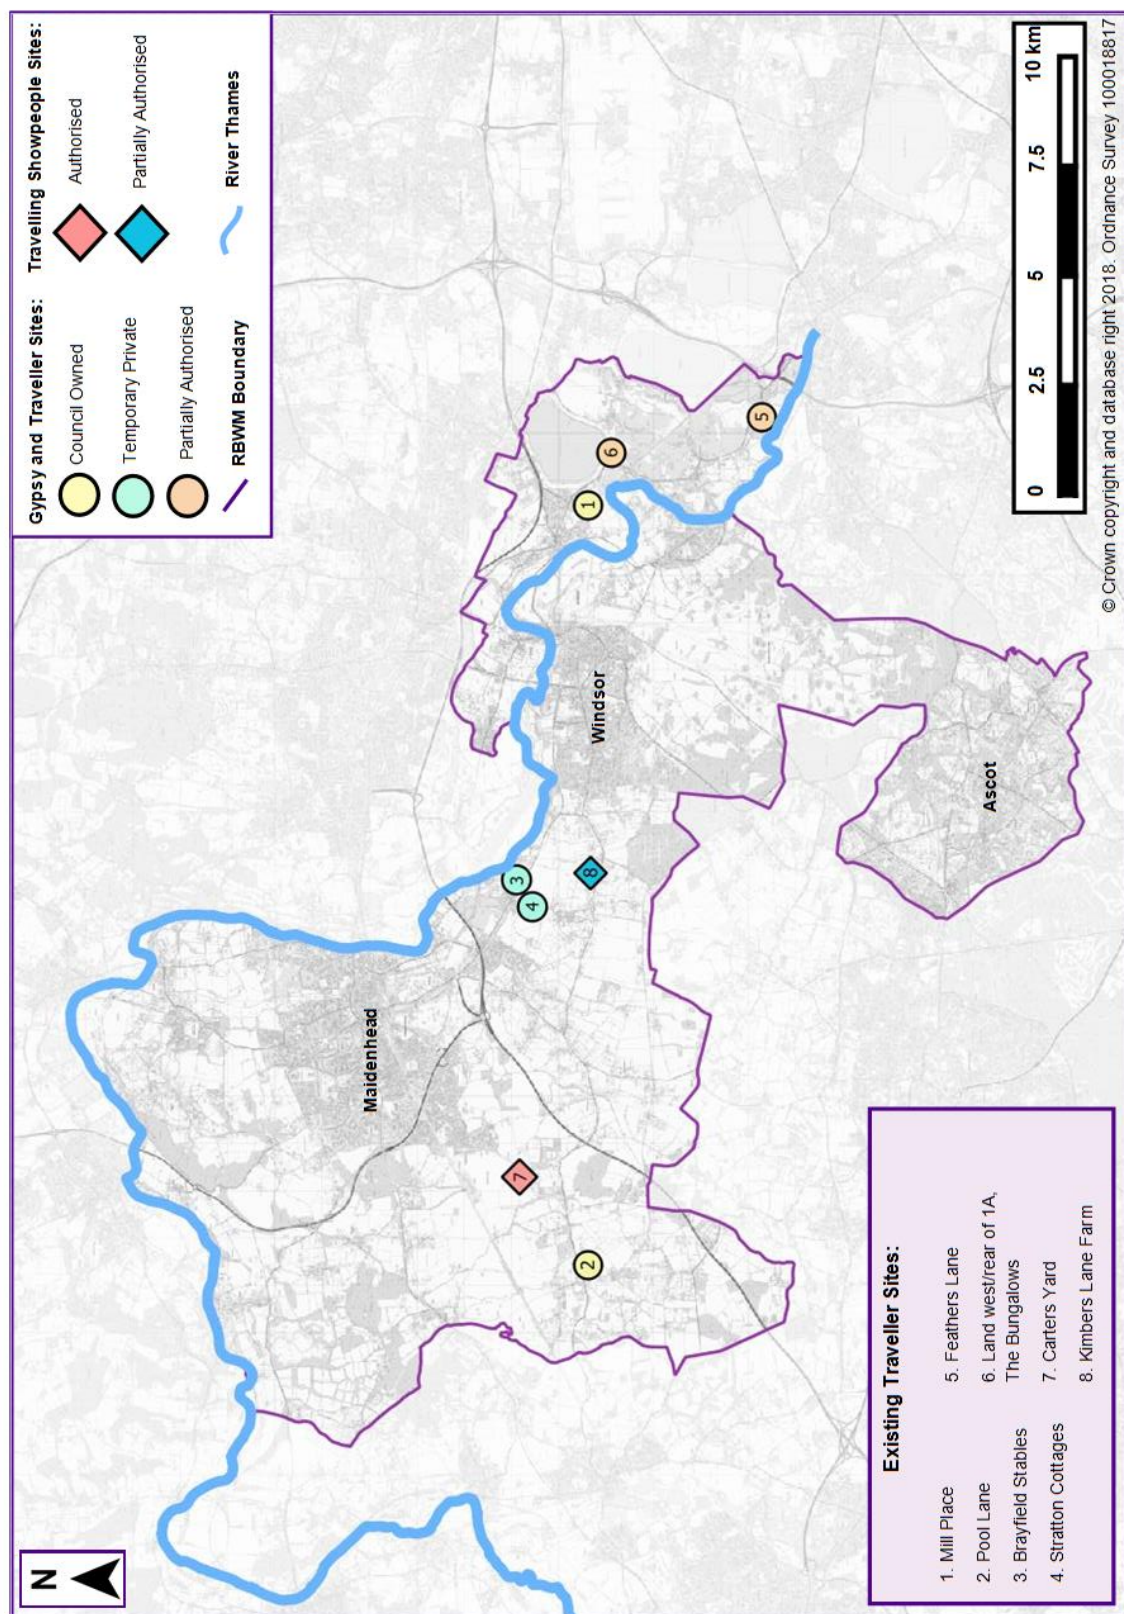 N
Gypsy and Traveller Sites:
Council Owned
Temporary Private
Partially Authorised
RBWM Boundary
Travelling Showpeople Sites:
Authorised
Partially Authorised
River Thames
Maidenhead
Windsor
Ascot
1
2
3
4
5
6
7
8
Existing Traveller Sites:
1. Mill Place
2. Pool Lane
3. Brayfield Stables
4. Stratton Cottages
5. Feathers Lane
6. Land west/rear of 1A,
The Bungalows
7. Carters Yard
8. Kimbers Lane Farm
0 2.5 5 7.5 10 km
© Crown copyright and database right 2018. Ordnance Survey 100018817